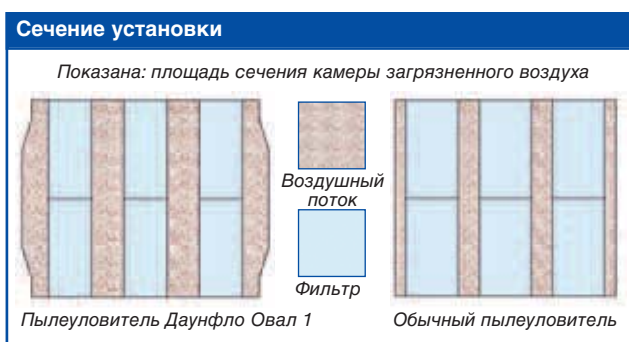 Сечение установки
Показана: площадь сечения камеры загрязненного воздуха
Воздушный
поток
Фильтр
Пылеуловитель Даунфло Овал 1
Обычный пылеуловитель